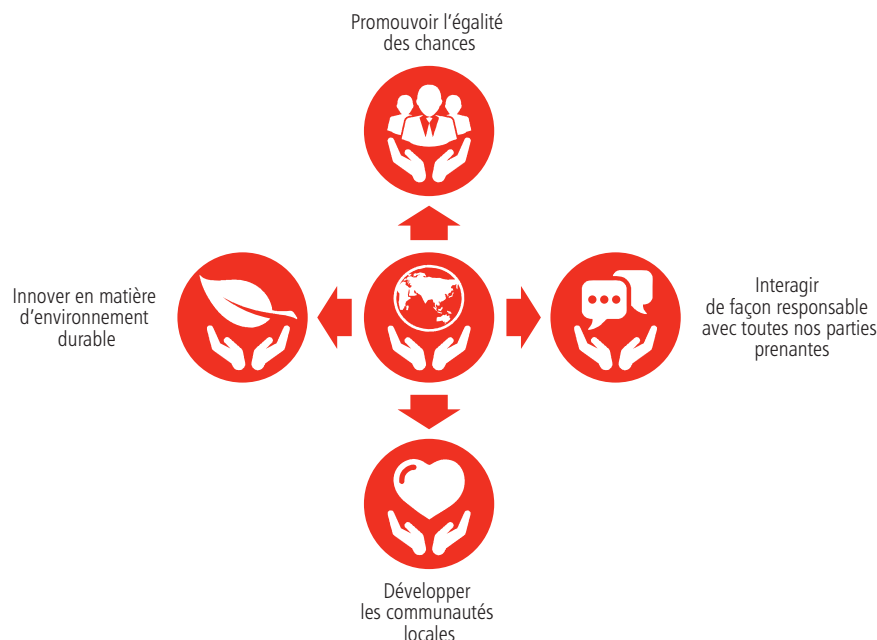 Promouvoir l'égalité
des chances
Innover en matière
d'environnement
durable
Interagir
de façon responsable
avec toutes nos parties
prenantes
Développer
les communautés
locales